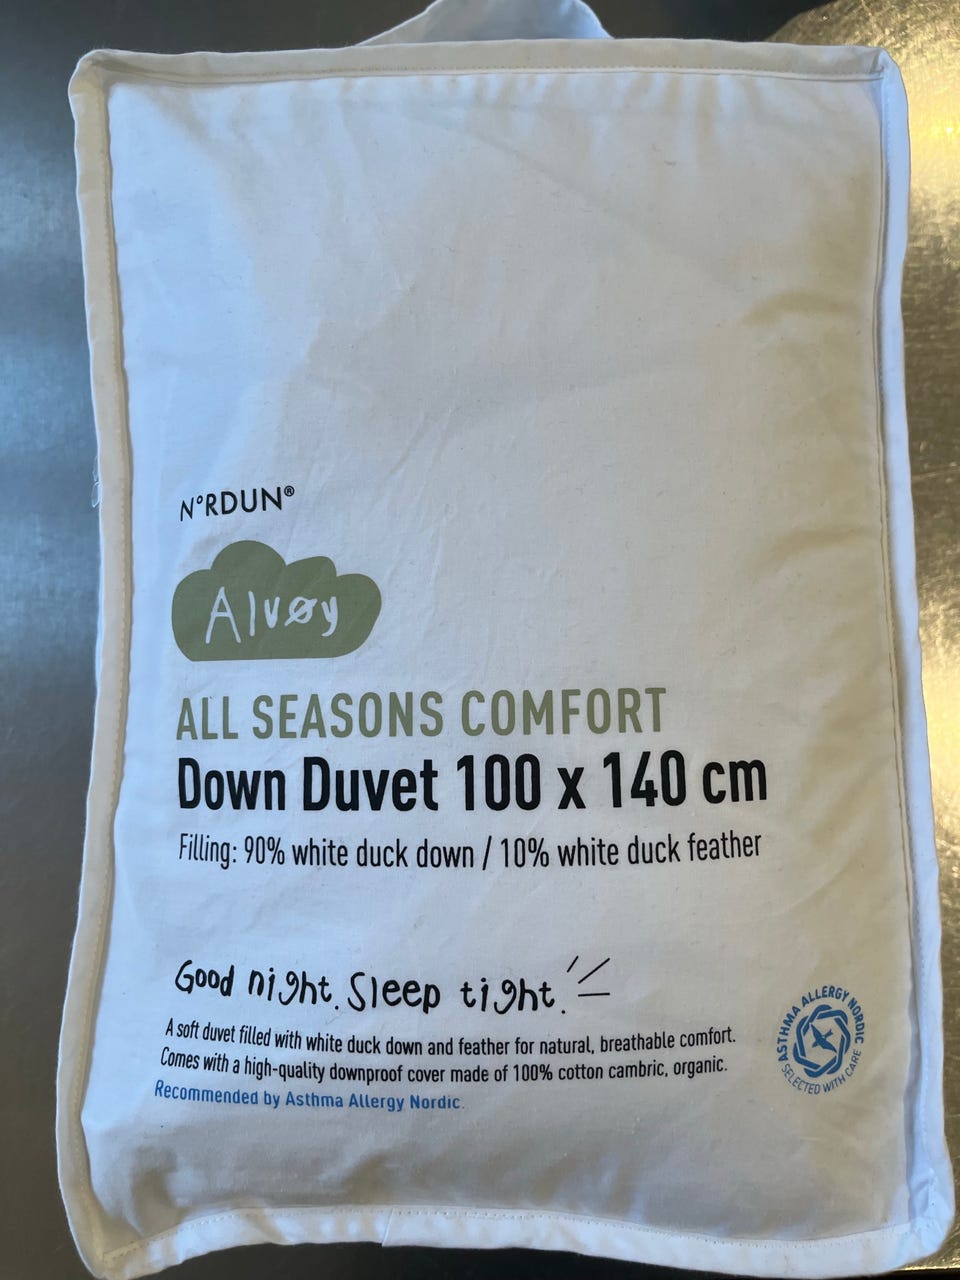 N°RDUN®
Alvøy
ALL SEASONS COMFORT
Down Duvet 100 x 140 cm
Filling: 90% white duck down / 10% white duck feather
Good night. Sleep tight.
A soft duvet filled with white duck down and feather for natural, breathable comfort.
Comes with a high-quality downproof cover made of 100% cotton cambric, organic.
Recommended by Asthma Allergy Nordic.
ASTHMA ALLERGY NORDIC
SELECTED WITH CARE